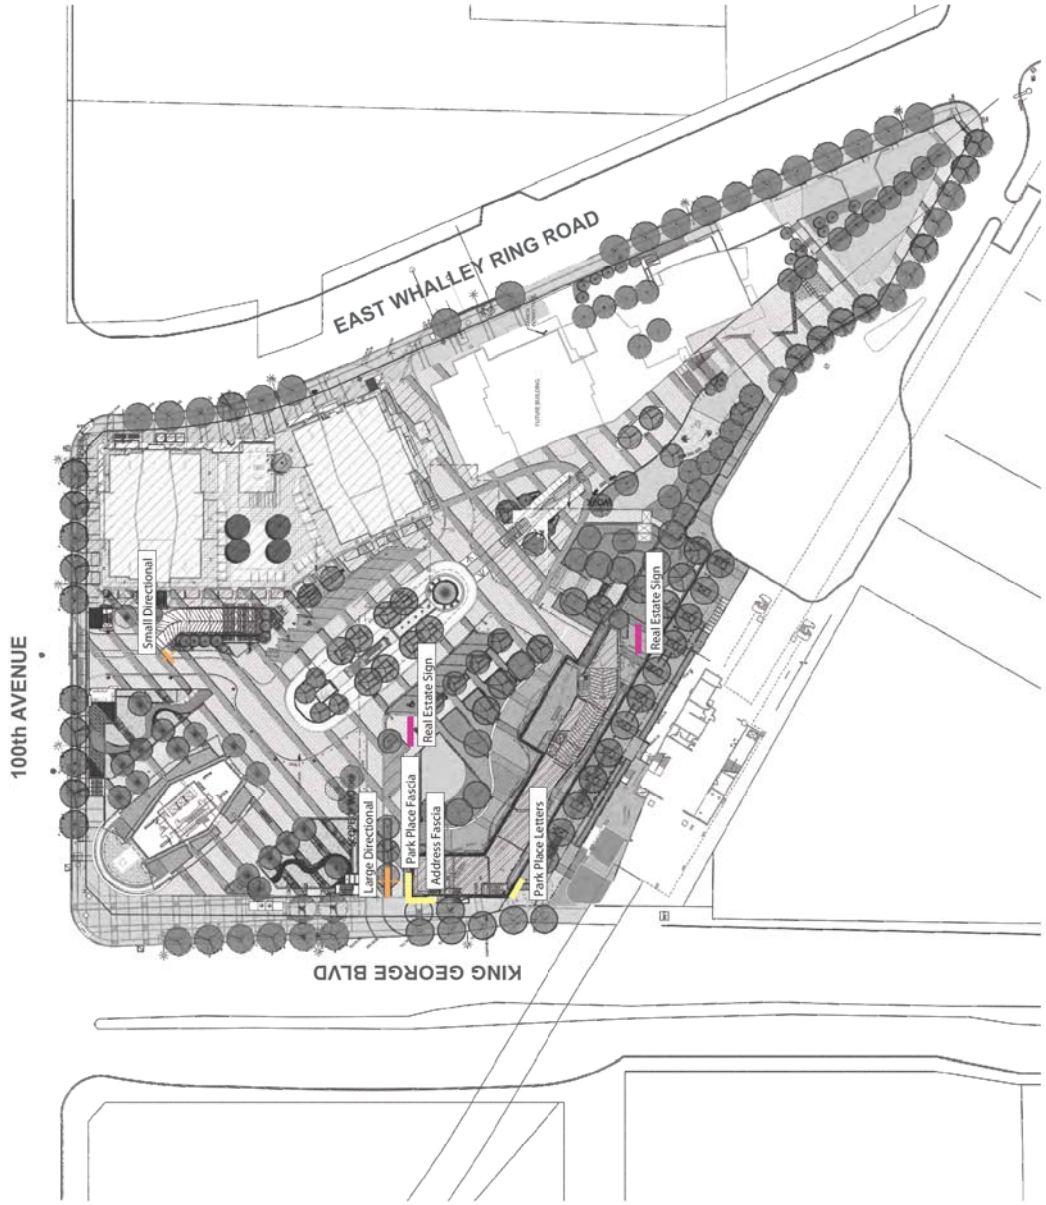 EAST WHALLEY RING ROAD
FUTURE BUILDING
100th AVENUE
Small Directional
Real Estate Sign
Real Estate Sign
Large Directional
Park Place Fascia
Address Fascia
Park Place Letters
KING GEORGE BLVD